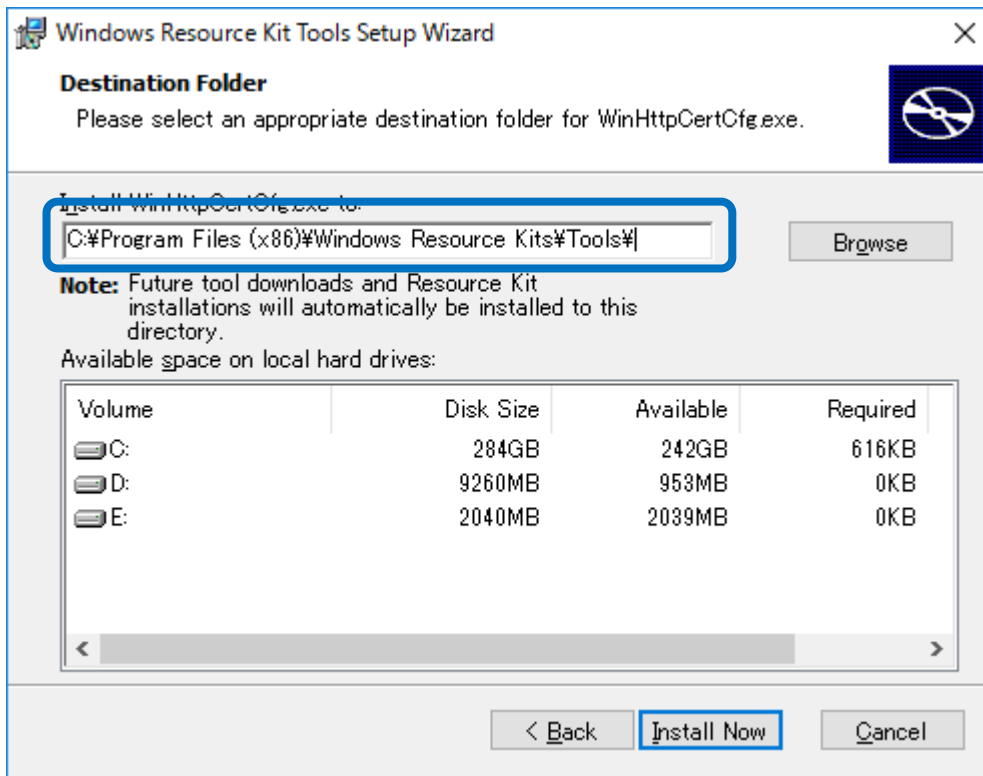 Windows Resource Kit Tools Setup Wizard
Destination Folder
Please select an appropriate destination folder for WinHttpCertCfg.exe.
Install WinHttpCertCfg.exe to:
C:¥Program Files (x86)¥Windows Resource Kits¥Tools¥
Browse
Note: Future tool downloads and Resource Kit
installations will automatically be installed to this
directory.
Available space on local hard drives:
Volume Disk Size Available Required
C: 284GB 242GB 616KB
D: 9260MB 953MB 0KB
E: 2040MB 2039MB 0KB
< Back Install Now Cancel